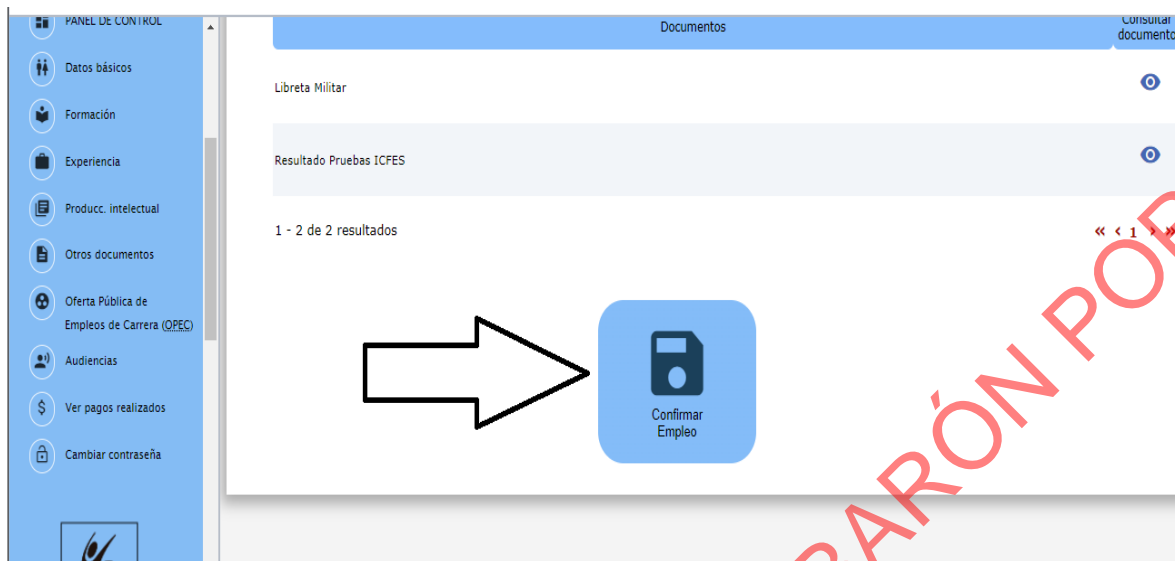 PANEL DE CONTROL
Datos básicos
Formación
Experiencia
Producc. intelectual
Otros documentos
Oferta Pública de
Empleos de Carrera (OPEC)
Audiencias
$ Ver pagos realizados
Cambiar contraseña
Documentos
Consultar
documento
Libreta Militar
Resultado Pruebas ICFES
1 - 2 de 2 resultados
« ‹ 1 › »
Confirmar
Empleo